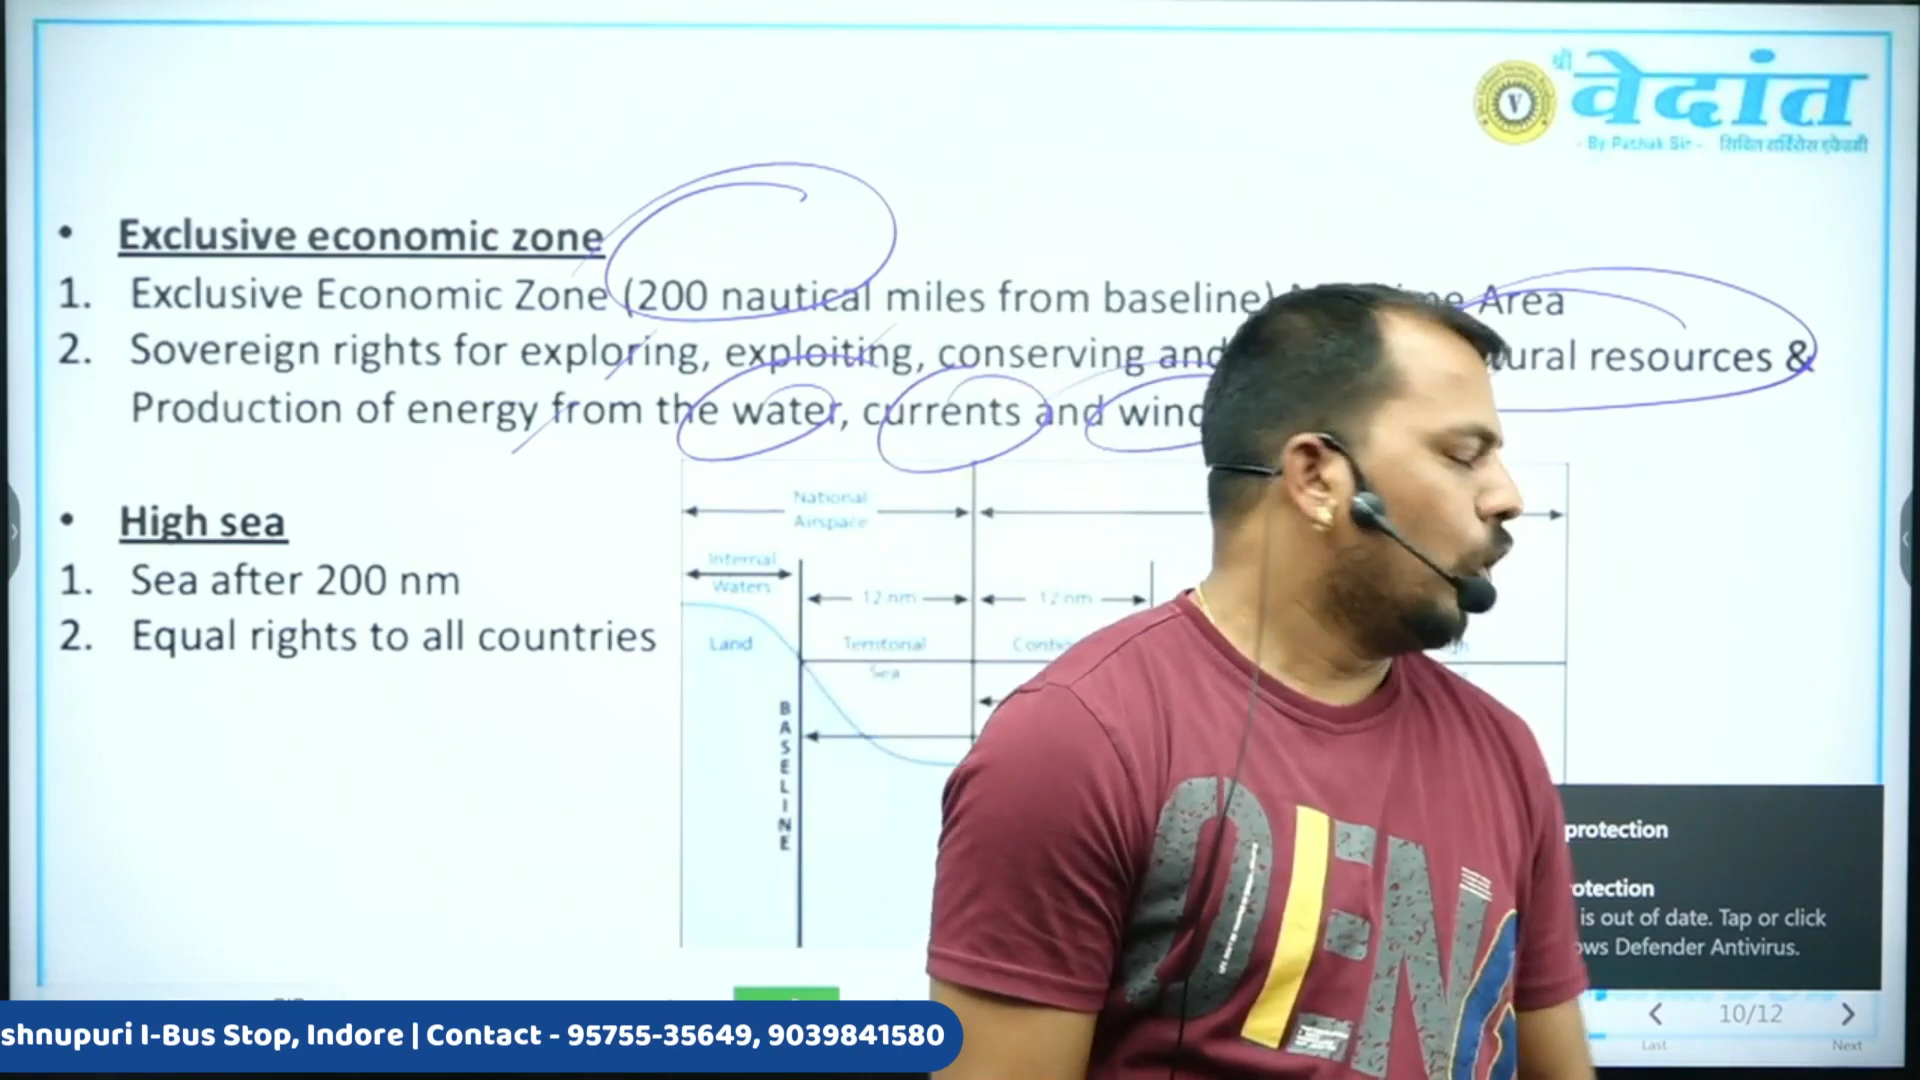 श्री
वेदांत
V
- By Pathak Sir - सिविल सर्विसेस एकेडमी
• Exclusive economic zone
1. Exclusive Economic Zone (200 nautical miles from baseline) Area
2. Sovereign rights for exploring, exploiting, conserving and resources &
Production of energy from the water, currents and wind
• High sea
1. Sea after 200 nm
2. Equal rights to all countries
National
Airspace
Internal
Waters
12 nm
12 nm
Land
Territorial
Sea
BASELINE
protection
is out of date. Tap or click
Defender Antivirus.
shnupuri I-Bus Stop, Indore | Contact - 95755-35649, 9039841580
10/12
Last
Next